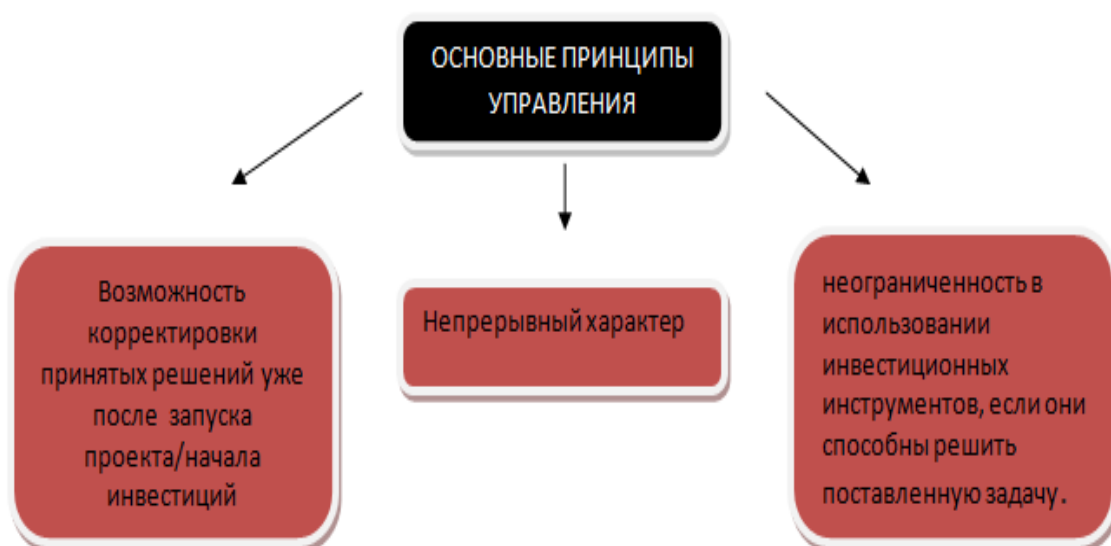 ОСНОВНЫЕ ПРИНЦИПЫ
УПРАВЛЕНИЯ
Возможность
корректировки
принятых решений уже
после запуска
проекта/начала
инвестиций
Непрерывный характер
неограниченность в
использовании
инвестиционных
инструментов, если они
способны решить
поставленную задачу.